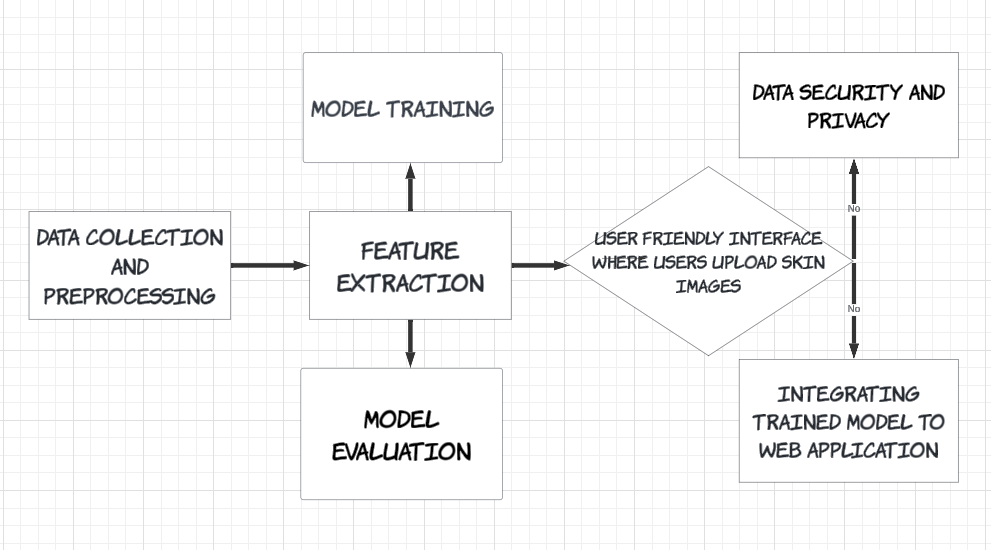 MODEL TRAINING
DATA SECURITY AND
PRIVACY
No
DATA COLLECTION
AND
PREPROCESSING
FEATURE
EXTRACTION
USER FRIENDLY INTERFACE
WHERE USERS UPLOAD SKIN
IMAGES
No
MODEL
EVALUATION
INTEGRATING
TRAINED MODEL TO
WEB APPLICATION